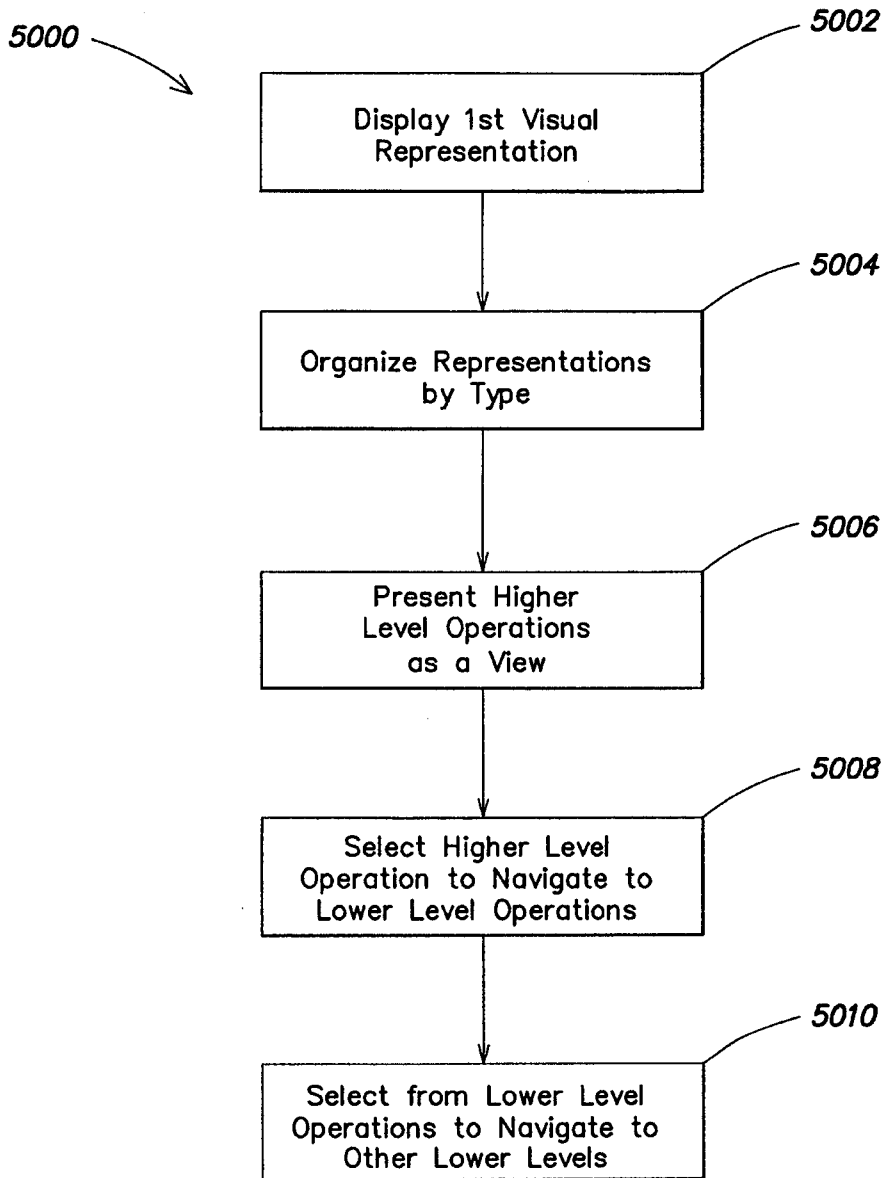 5000
5002
Display 1st Visual
Representation
5004
Organize Representations
by Type
5006
Present Higher
Level Operations
as a View
5008
Select Higher Level
Operation to Navigate to
Lower Level Operations
5010
Select from Lower Level
Operations to Navigate to
Other Lower Levels